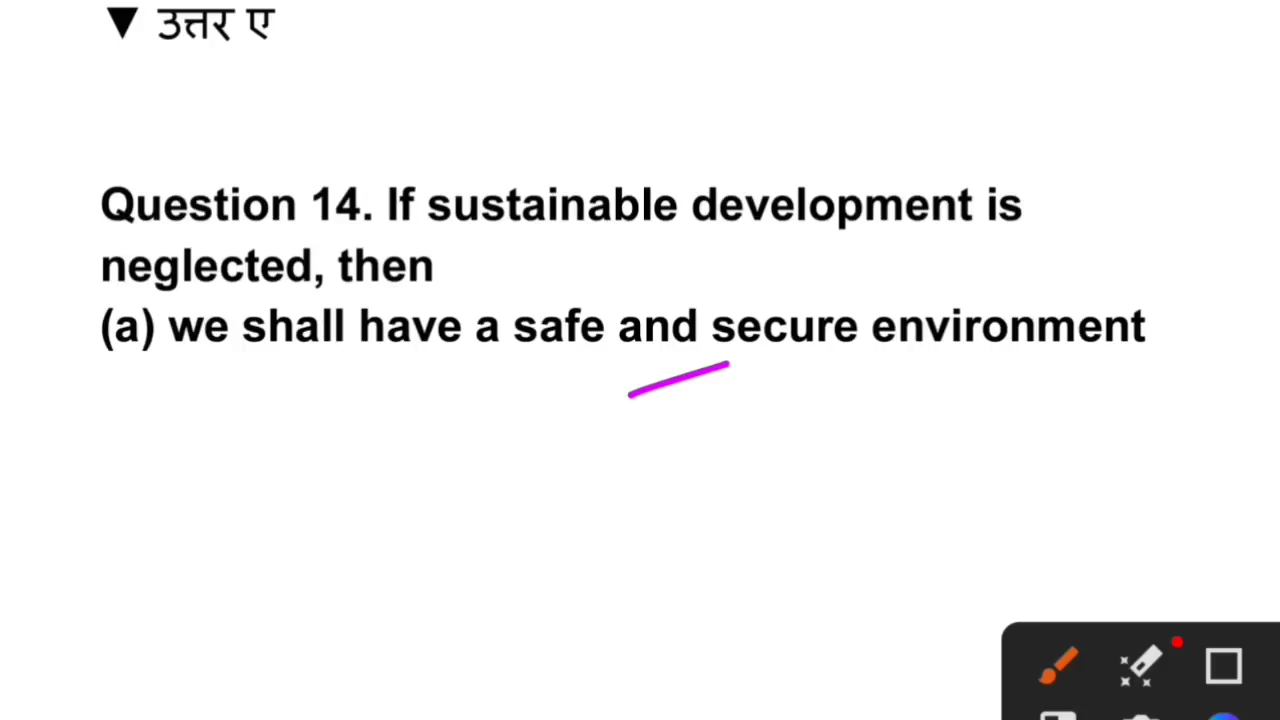 ▼ उत्तर ए
Question 14. If sustainable development is
neglected, then
(a) we shall have a safe and secure environment